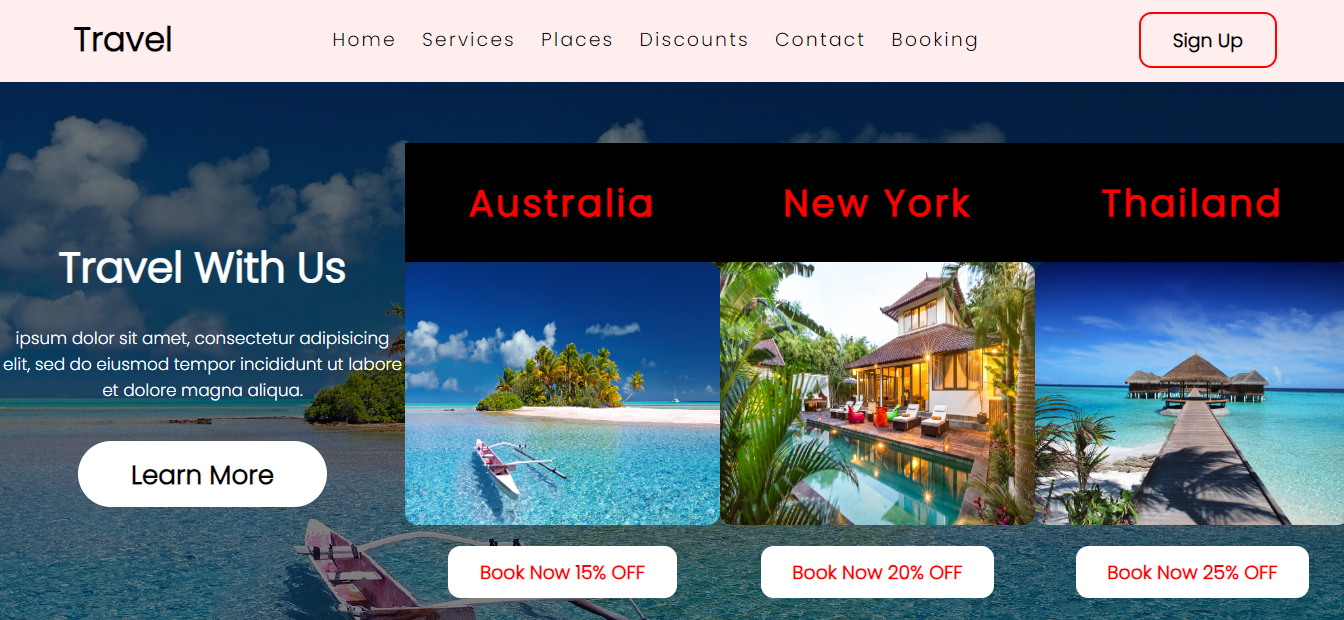 Travel
Home Services Places Discounts Contact Booking
Sign Up
Travel With Us
ipsum dolor sit amet, consectetur adipisicing
elit, sed do eiusmod tempor incididunt ut labore
et dolore magna aliqua.
Learn More
Australia
New York
Thailand
Book Now 15% OFF
Book Now 20% OFF
Book Now 25% OFF